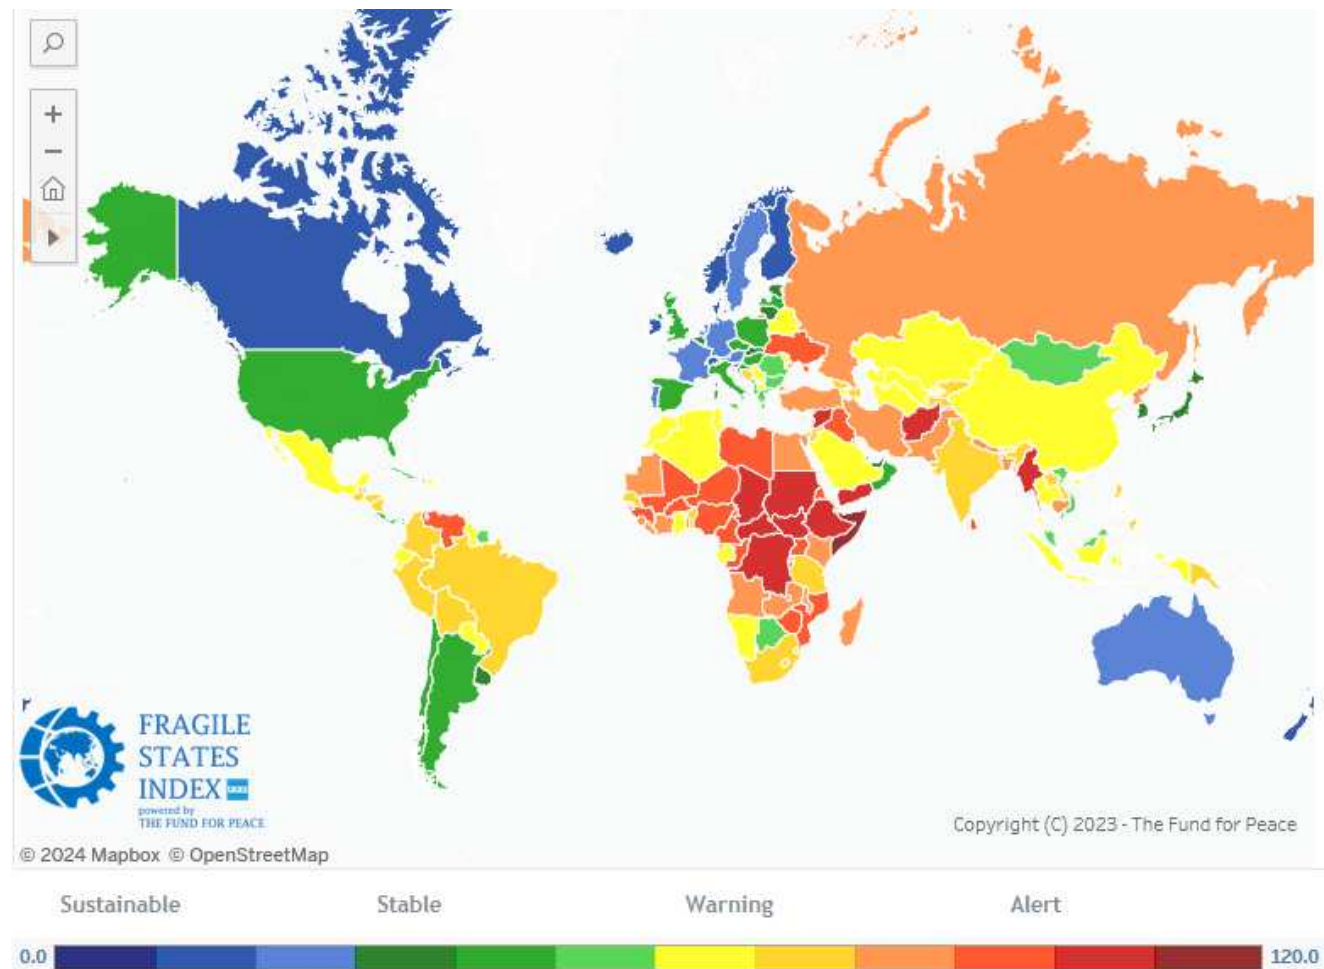 FRAGILE
STATES
INDEX
powered by
THE FUND FOR PEACE
Copyright (C) 2023 - The Fund for Peace
© 2024 Mapbox © OpenStreetMap
Sustainable Stable Warning Alert
0.0 120.0